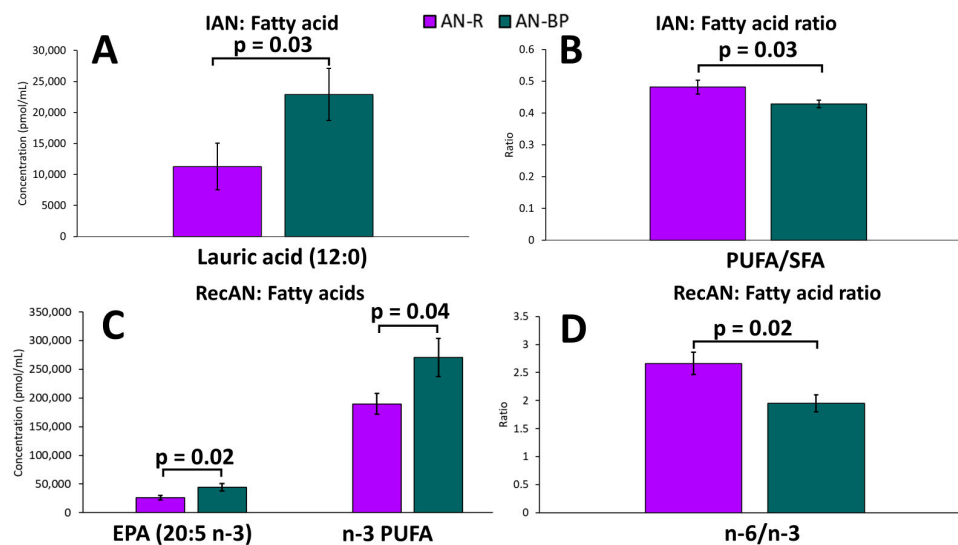 IAN: Fatty acid
AN-R AN-BP
IAN: Fatty acid ratio
A
p = 0.03
30,000
25,000
20,000
15,000
10,000
5000
0
Concentration (pmol/mL)
Lauric acid (12:0)
B
p = 0.03
0.6
0.5
0.4
0.3
0.2
0.1
0
Ratio
PUFA/SFA
RecAN: Fatty acids
C
p = 0.04
p = 0.02
350,000
300,000
250,000
200,000
150,000
100,000
50,000
0
Concentration (pmol/mL)
EPA (20:5 n-3)
n-3 PUFA
RecAN: Fatty acid ratio
D
p = 0.02
3.5
3
2.5
2
1.5
1
0.5
0
Ratio
n-6/n-3